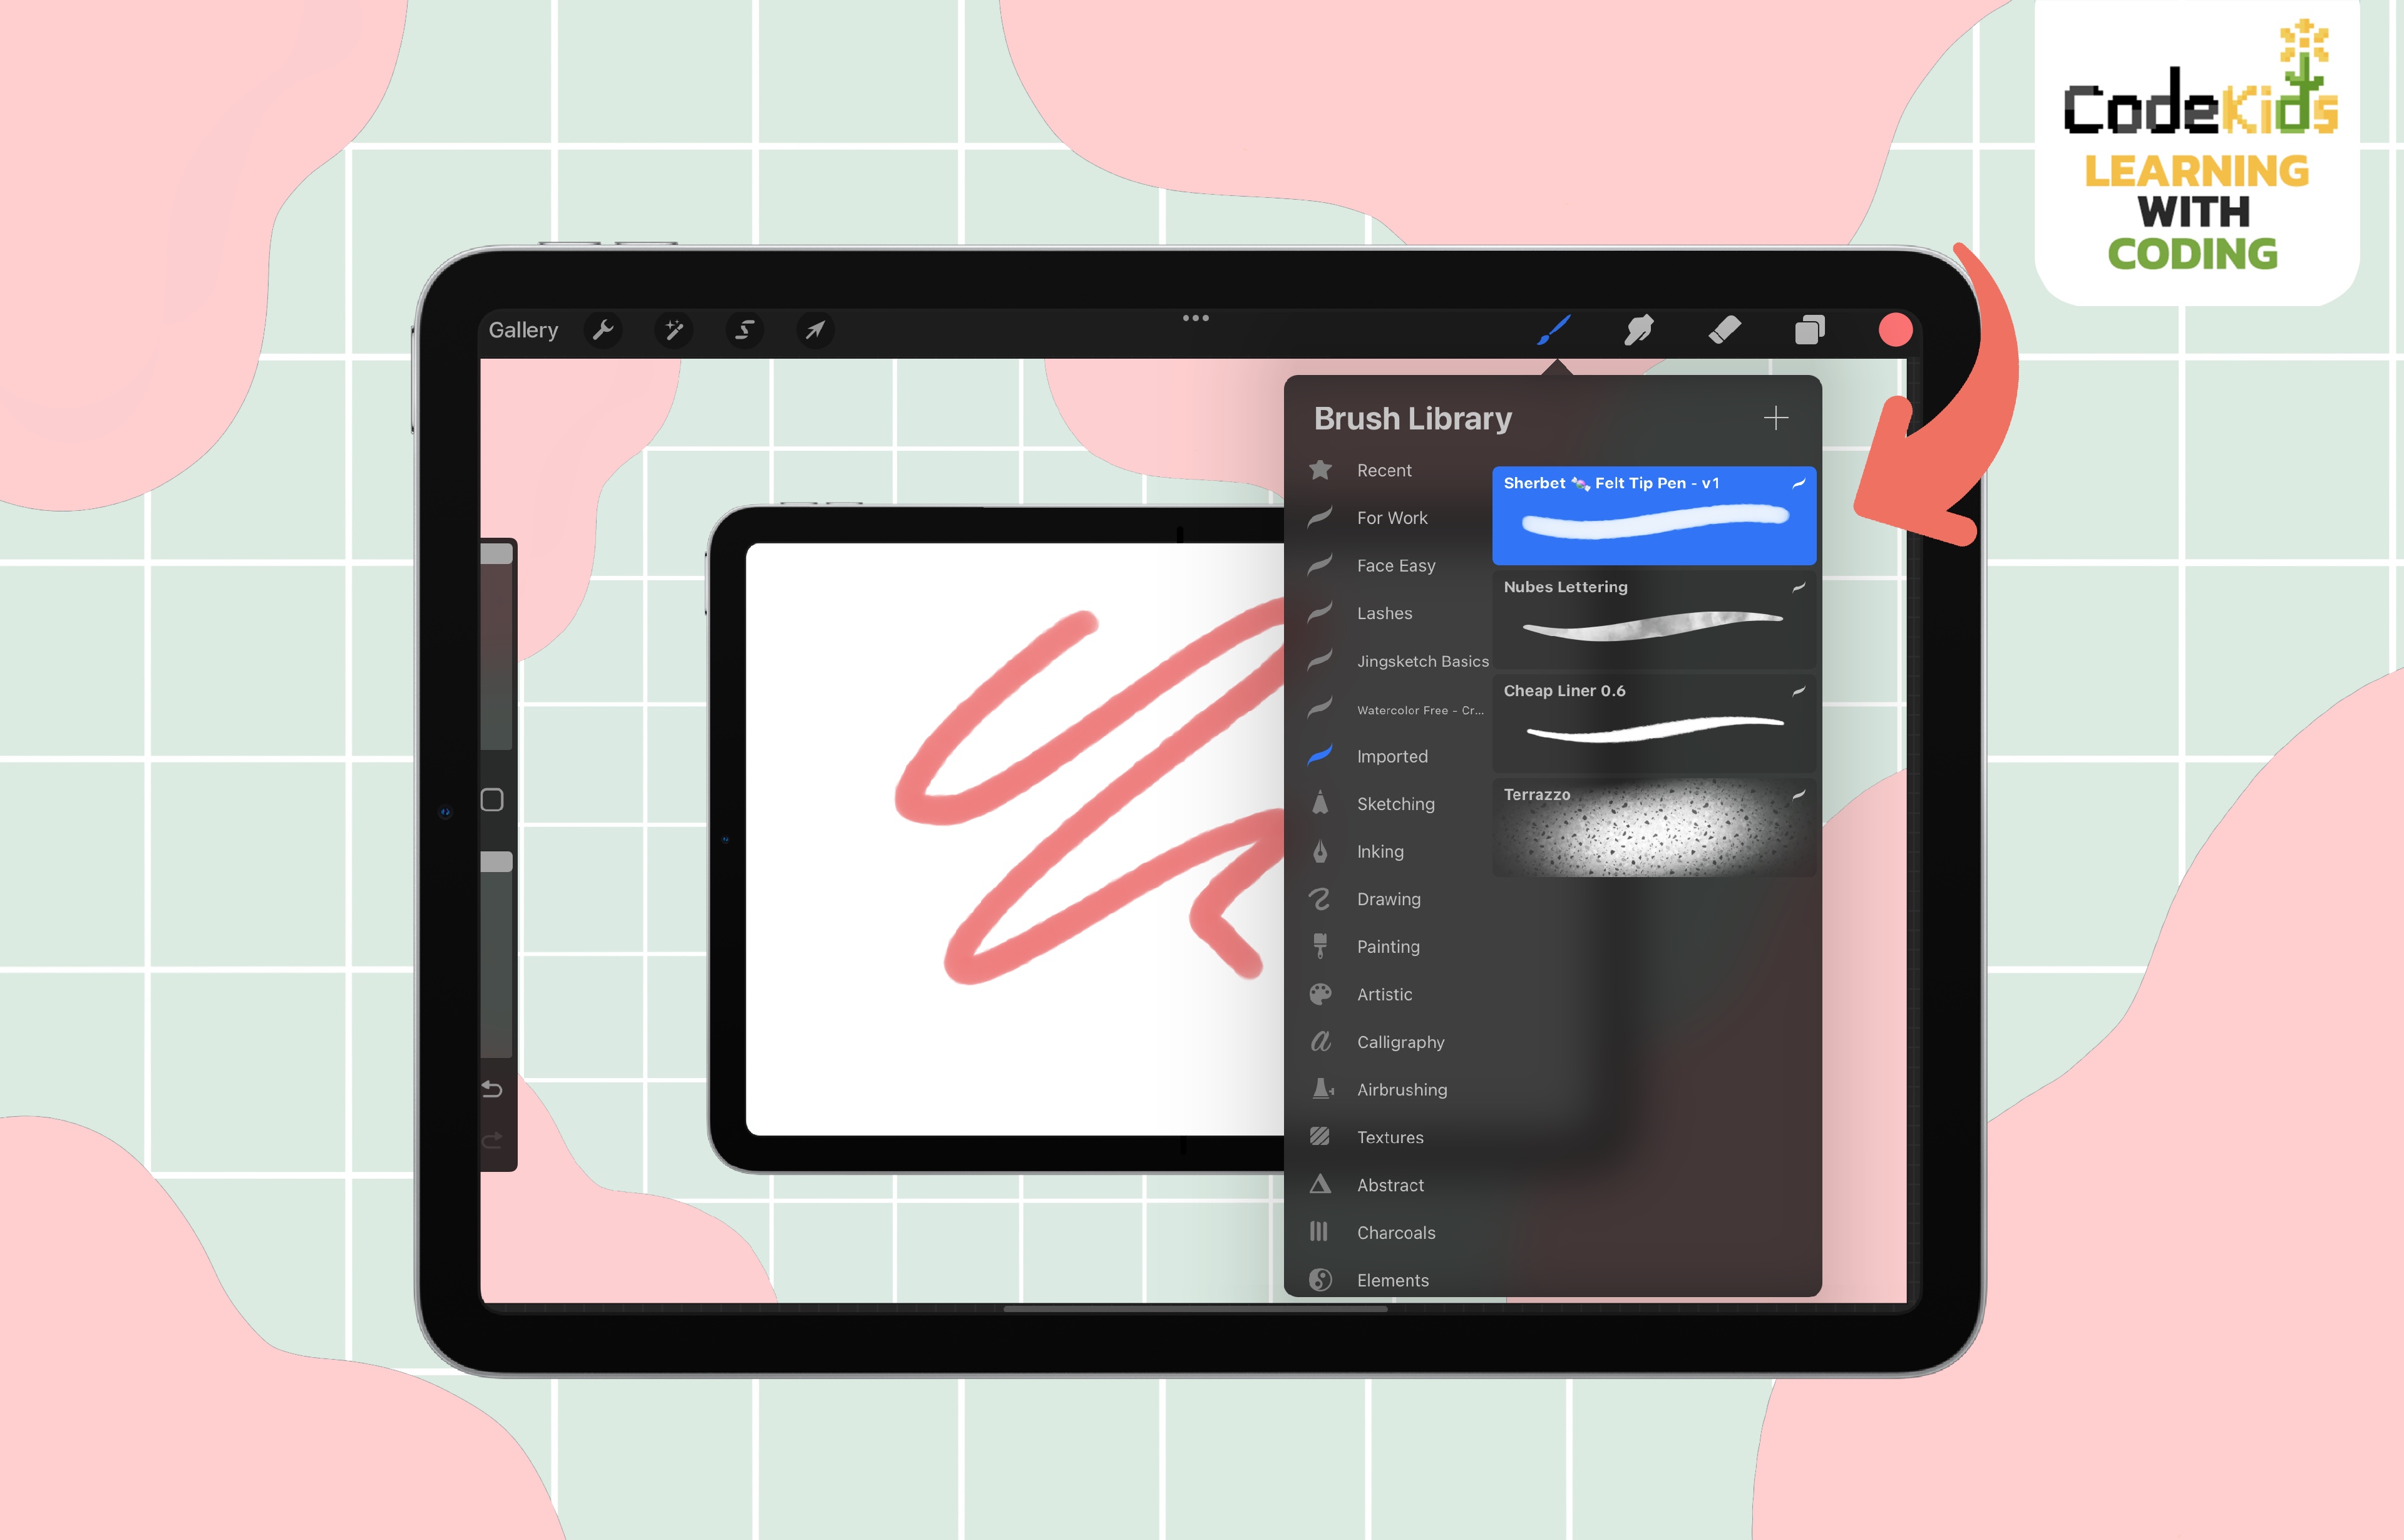 CodeKids
LEARNING
WITH
CODING
Gallery
Brush Library
Recent
For Work
Face Easy
Lashes
Jingsketch Basics
Watercolor Free - Cr...
Imported
Sketching
Inking
Drawing
Painting
Artistic
Calligraphy
Airbrushing
Textures
Abstract
Charcoals
Elements
Sherbet 🍬 Felt Tip Pen - v1
Nubes Lettering
Cheap Liner 0.6
Terrazzo